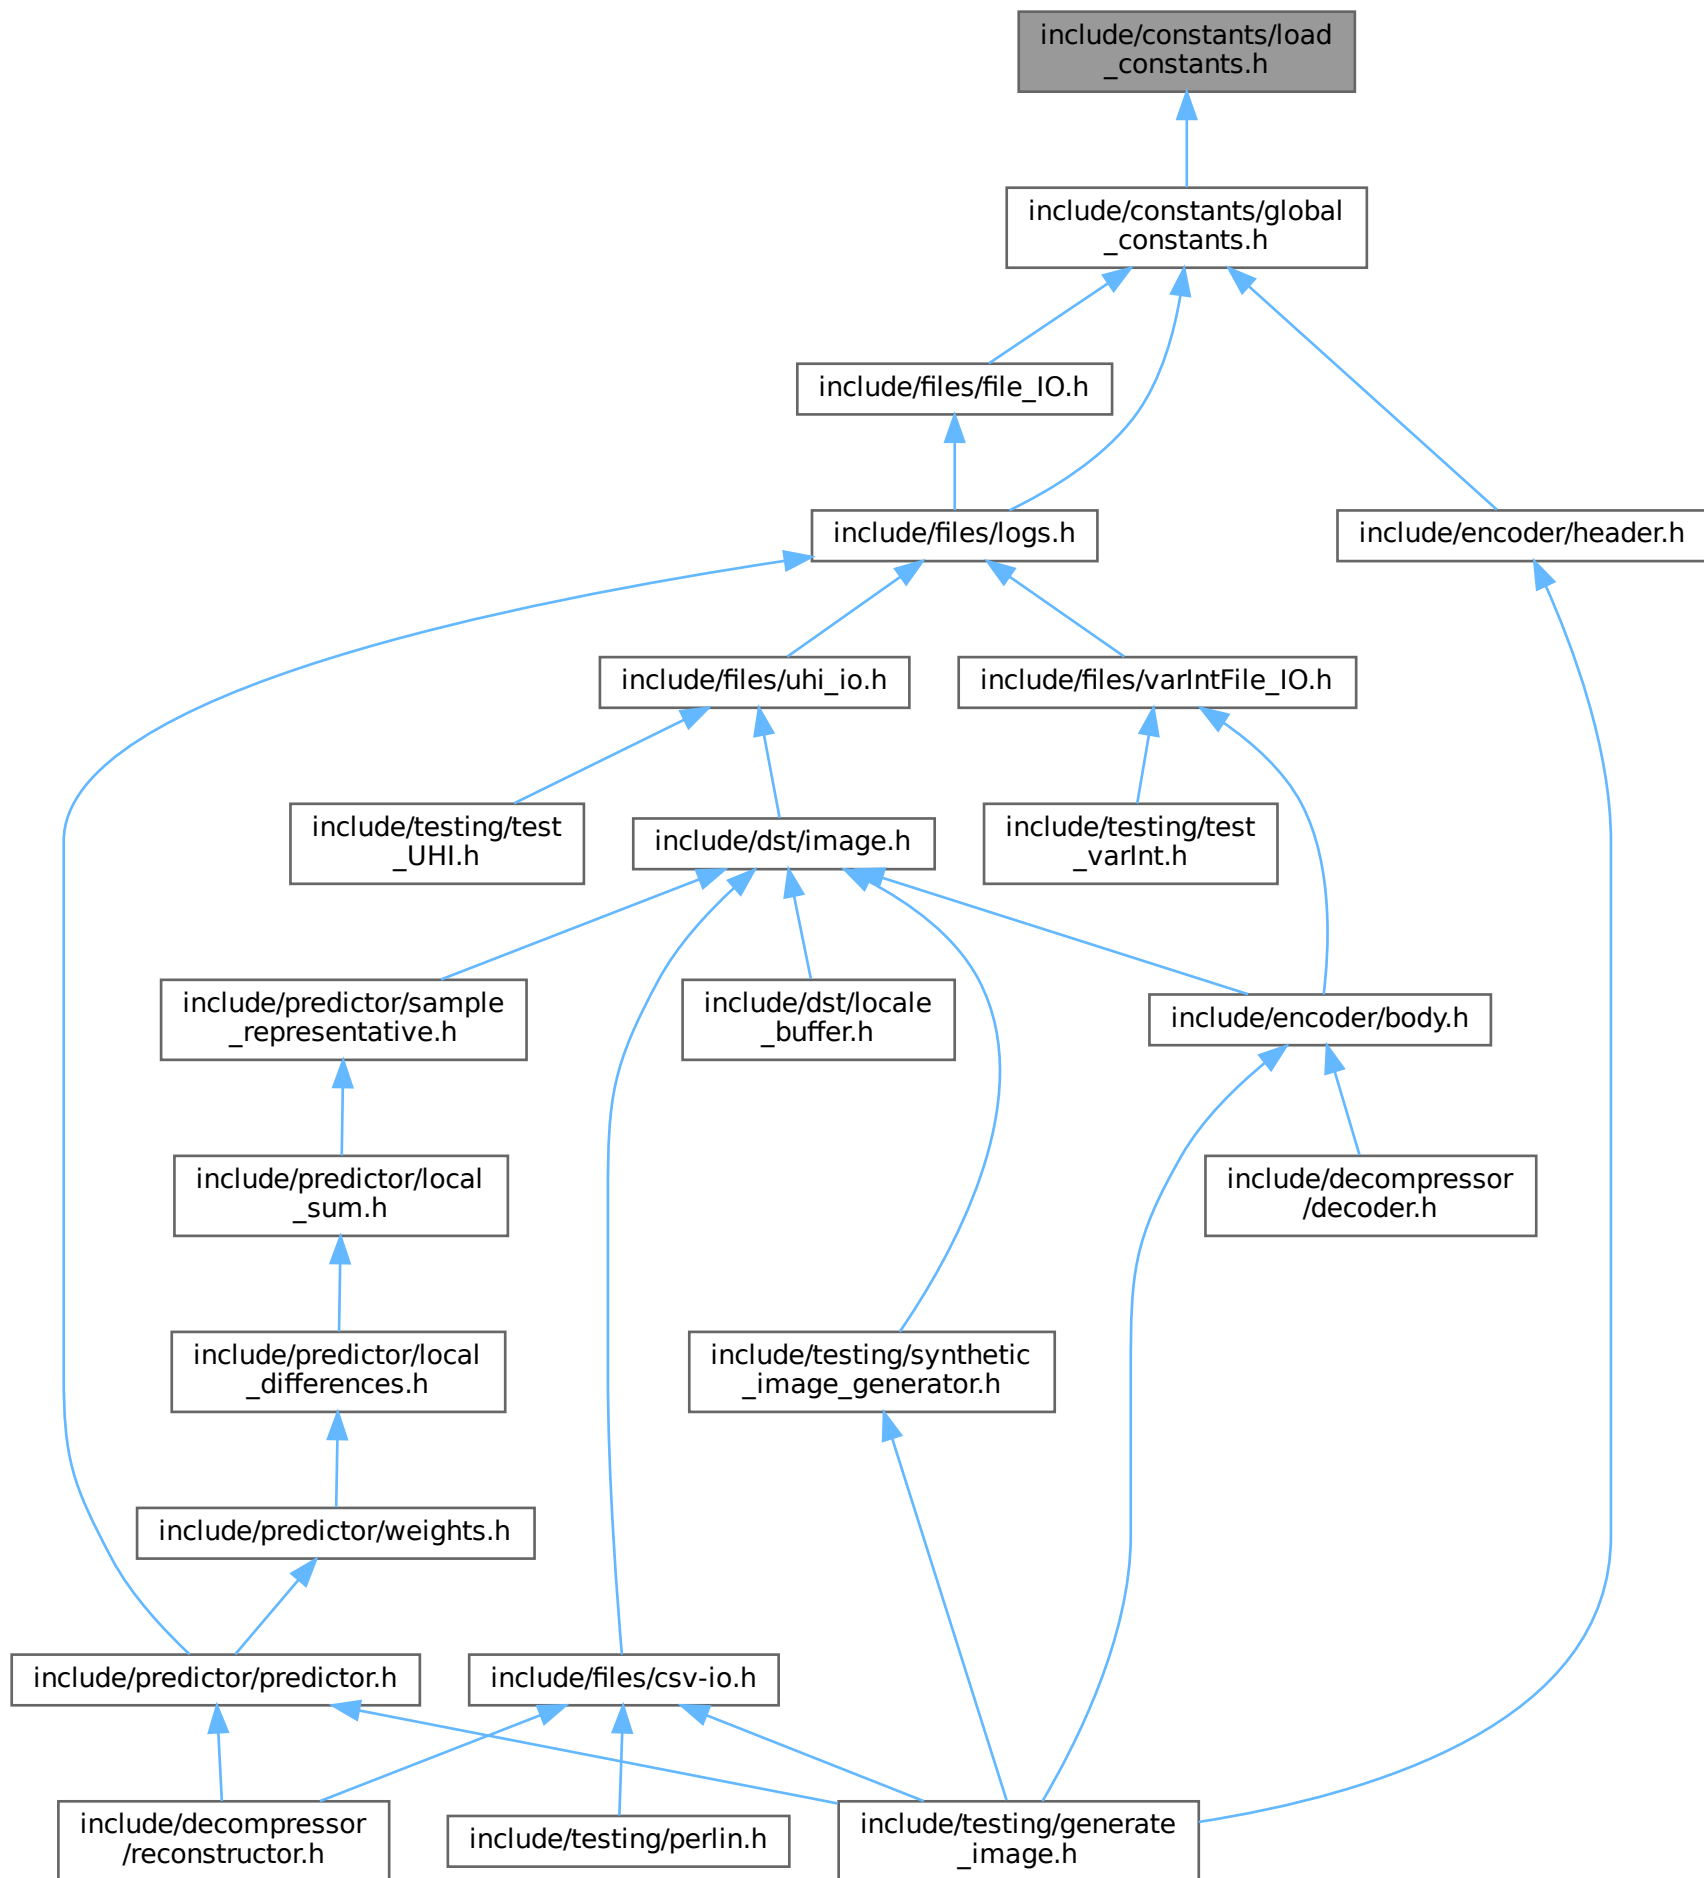 include/constants/load
_constants.h
include/constants/global
_constants.h
include/files/file_IO.h
include/files/logs.h
include/encoder/header.h
include/files/uhi_io.h
include/files/varIntFile_IO.h
include/testing/test
_UHI.h
include/dst/image.h
include/testing/test
_varInt.h
include/predictor/sample
_representative.h
include/dst/locale
_buffer.h
include/encoder/body.h
include/predictor/local
_sum.h
include/decompressor
/decoder.h
include/predictor/local
_differences.h
include/testing/synthetic
_image_generator.h
include/predictor/weights.h
include/predictor/predictor.h
include/files/csv-io.h
include/decompressor
/reconstructor.h
include/testing/perlin.h
include/testing/generate
_image.h